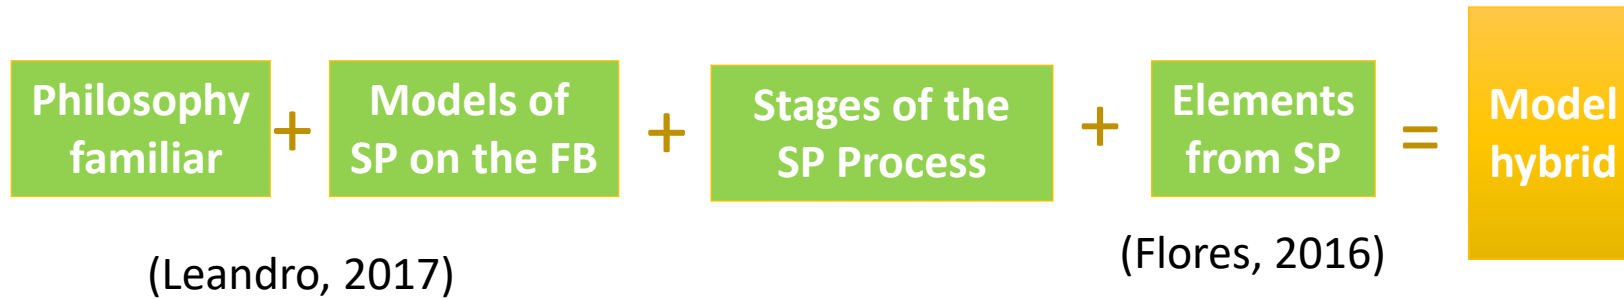 Philosophy
familiar
+
Models of
SP on the FB
+
Stages of the
SP Process
+
Elements
from SP
=
Model
hybrid
(Leandro, 2017)
(Flores, 2016)